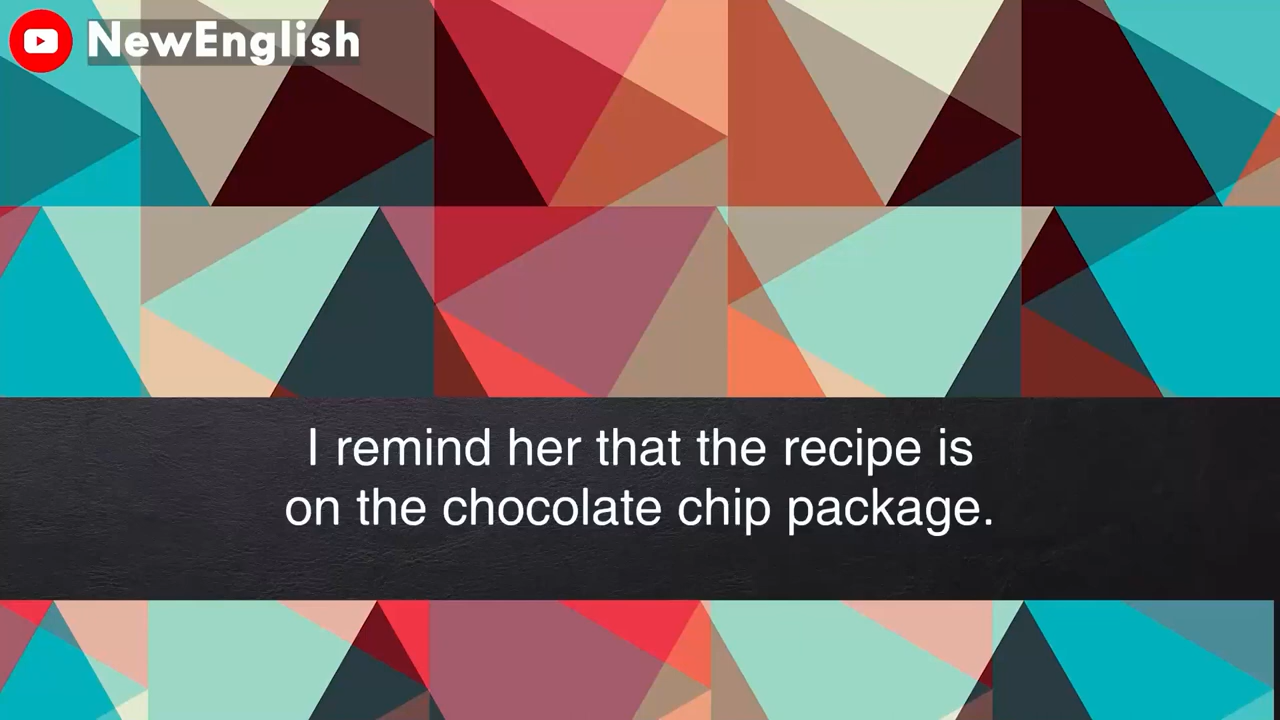 NewEnglish
I remind her that the recipe is
on the chocolate chip package.